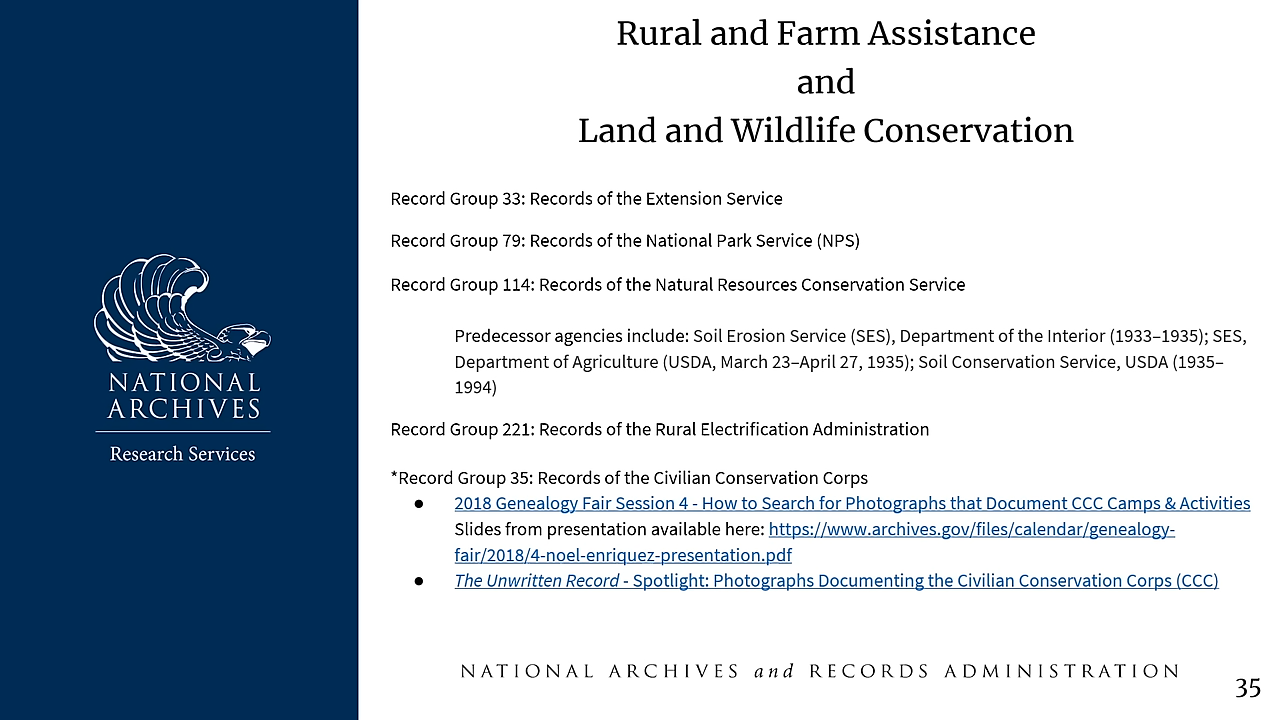 Rural and Farm Assistance
and
Land and Wildlife Conservation
Record Group 33: Records of the Extension Service
Record Group 79: Records of the National Park Service (NPS)
Record Group 114: Records of the Natural Resources Conservation Service
Predecessor agencies include: Soil Erosion Service (SES), Department of the Interior (1933–1935); SES,
Department of Agriculture (USDA, March 23–April 27, 1935); Soil Conservation Service, USDA (1935–
1994)
Record Group 221: Records of the Rural Electrification Administration
*Record Group 35: Records of the Civilian Conservation Corps
● 2018 Genealogy Fair Session 4 - How to Search for Photographs that Document CCC Camps & Activities
Slides from presentation available here: https://www.archives.gov/files/calendar/genealogy-
fair/2018/4-noel-enriquez-presentation.pdf
● The Unwritten Record - Spotlight: Photographs Documenting the Civilian Conservation Corps (CCC)
NATIONAL
ARCHIVES
Research Services
NATIONAL ARCHIVES and RECORDS ADMINISTRATION
35